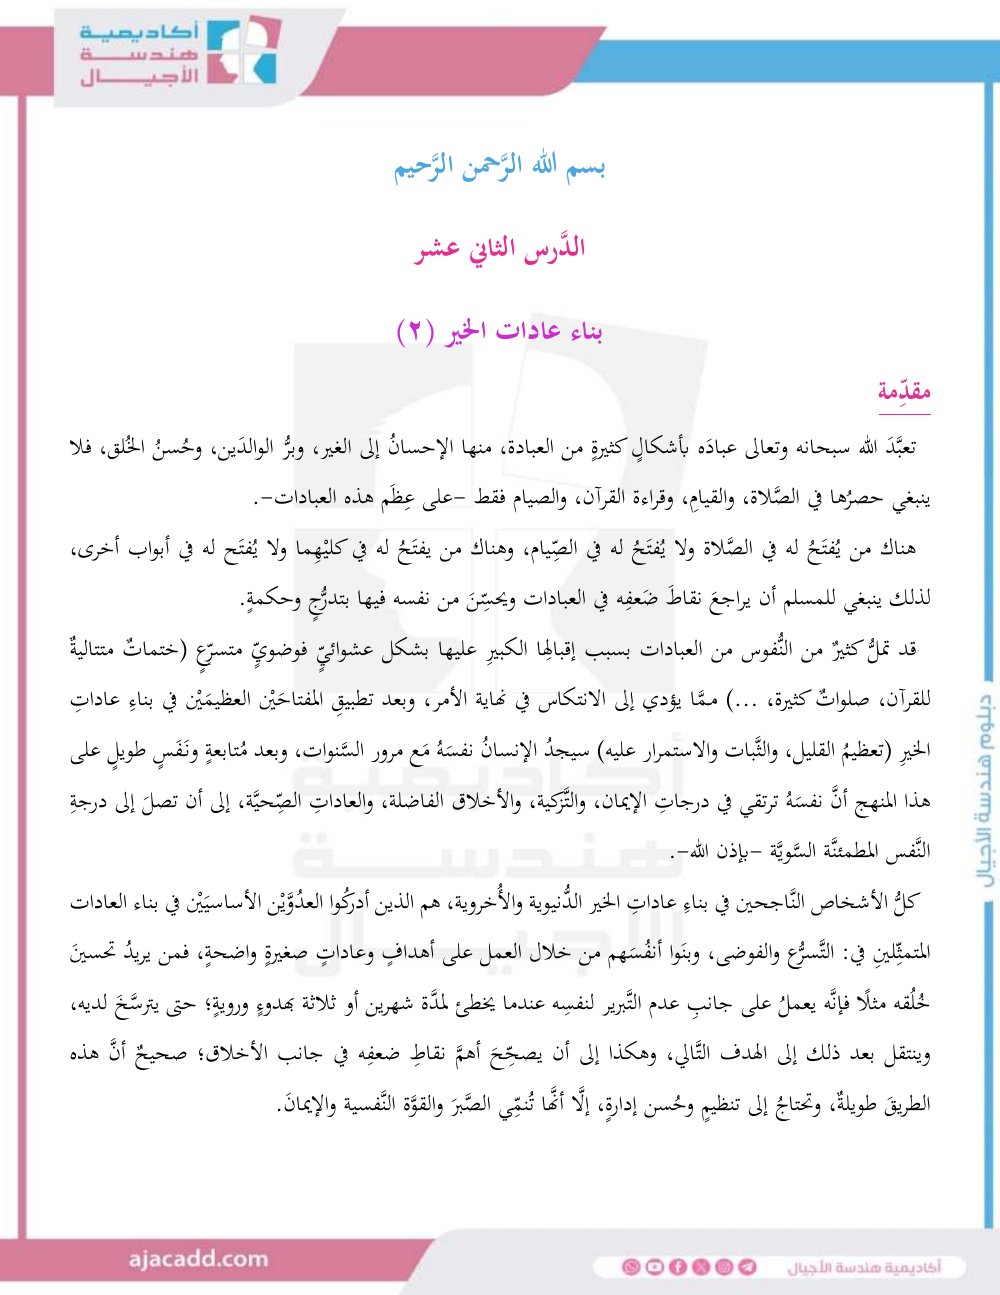 أكاديمية
هندسة
الأجيال
بسم الله الرَّحمن الرَّحيم
الدَّرس الثاني عشر
بناء عادات الخير (٢)
مقدِّمة
تعبَّدَ الله سبحانه وتعالى عبادَه بأشكالٍ كثيرةٍ من العبادة، منها الإحسانُ إلى الغير، وبرُّ الوالدَين، وحُسنُ الخُلق، فلا
ينبغي حصرُها في الصَّلاة، والقيامِ، وقراءة القرآن، والصيام فقط -على عِظَم هذه العبادات-.
هناك من يُفتَحُ له في الصَّلاة ولا يُفتَحُ له في الصِّيام، وهناك من يفتَحُ له في كليْهِما ولا يُفتَح له في أبواب أخرى،
لذلك ينبغي للمسلم أن يراجعَ نقاطَ ضَعفِه في العبادات ويحسِّنَ من نفسه فيها بتدرُّجٍ وحكمةٍ.
قد تملُّ كثيرٌ من النُّفوس من العبادات بسبب إقبالِها الكبيرِ عليها بشكل عشوائيٍّ فوضويٍّ متسرّعٍ (ختماتٌ متتاليةٌ
للقرآن، صلواتٌ كثيرة، ...) ممَّا يؤدي إلى الانتكاس في نهاية الأمر، وبعد تطبيقِ المفتاحَيْن العظيمَيْن في بناءِ عاداتِ
الخيرِ (تعظيمُ القليل، والثَّبات والاستمرار عليه) سيجدُ الإنسانُ نفسَهُ مَع مرور السَّنوات، وبعد مُتابعةٍ ونَفَسٍ طويلٍ على
هذا المنهج أنَّ نفسَهُ ترتقي في درجاتِ الإيمان، والتَّزكية، والأخلاق الفاضلة، والعاداتِ الصِّحيَّة، إلى أن تصلَ إلى درجةِ
النَّفس المطمئنَّة السَّويَّة -بإذن الله-.
كلُّ الأشخاص النَّاجحين في بناءِ عاداتِ الخير الدُّنيوية والأُخروية، هم الذين أدركُوا العدُوَّيْن الأساسيَيْن في بناء العادات
المتمثِّلينِ في: التَّسرُّع والفوضى، وبنَوا أنفُسَهم من خلال العمل على أهدافٍ وعاداتٍ صغيرةٍ واضحةٍ، فمن يريدُ تحسينَ
خُلُقه مثلًا فإنَّه يعملُ على جانبِ عدم التَّبرير لنفسِه عندما يخطئ لمدَّة شهرين أو ثلاثة بهدوءٍ ورويةٍ؛ حتى يترسَّخَ لديه،
وينتقل بعد ذلك إلى الهدف التَّالي، وهكذا إلى أن يصحِّحَ أهمَّ نقاطِ ضعفِه في جانب الأخلاق؛ صحيحٌ أنَّ هذه
الطريقَ طويلةٌ، وتحتاجُ إلى تنظيمٍ وحُسن إدارةٍ، إلَّا أنَّها تُنمِّي الصَّبرَ والقوَّة النَّفسية والإيمانَ.
دبلوم هندسة الأجيال
أكاديمية
هندسة
الأجيال
ajacadd.com
أكاديمية هندسة الأجيال